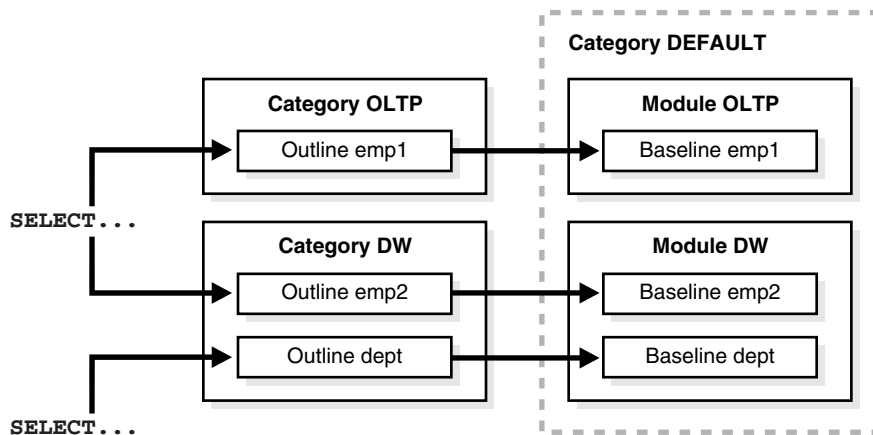 Category DEFAULT
Category OLTP
Module OLTP
Outline emp1
Baseline emp1
SELECT...
Category DW
Module DW
Outline emp2
Baseline emp2
Outline dept
Baseline dept
SELECT...